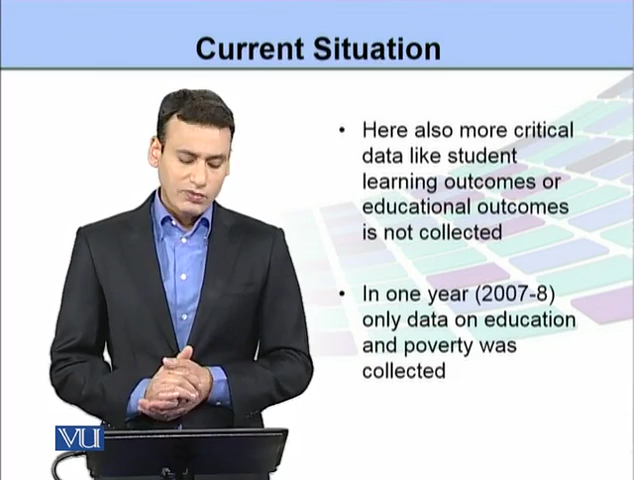 Current Situation
• Here also more critical
data like student
learning outcomes or
educational outcomes
is not collected
• In one year (2007-8)
only data on education
and poverty was
collected
VU